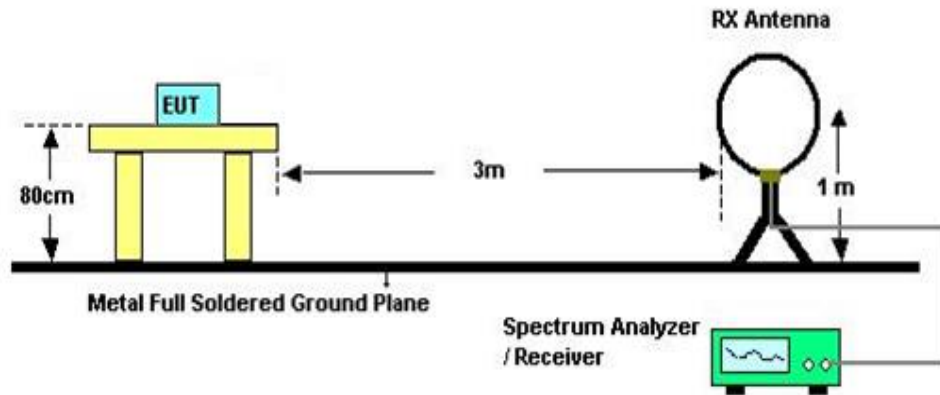 RX Antenna
EUT
3m
80cm
1 m
Metal Full Soldered Ground Plane
Spectrum Analyzer
/ Receiver